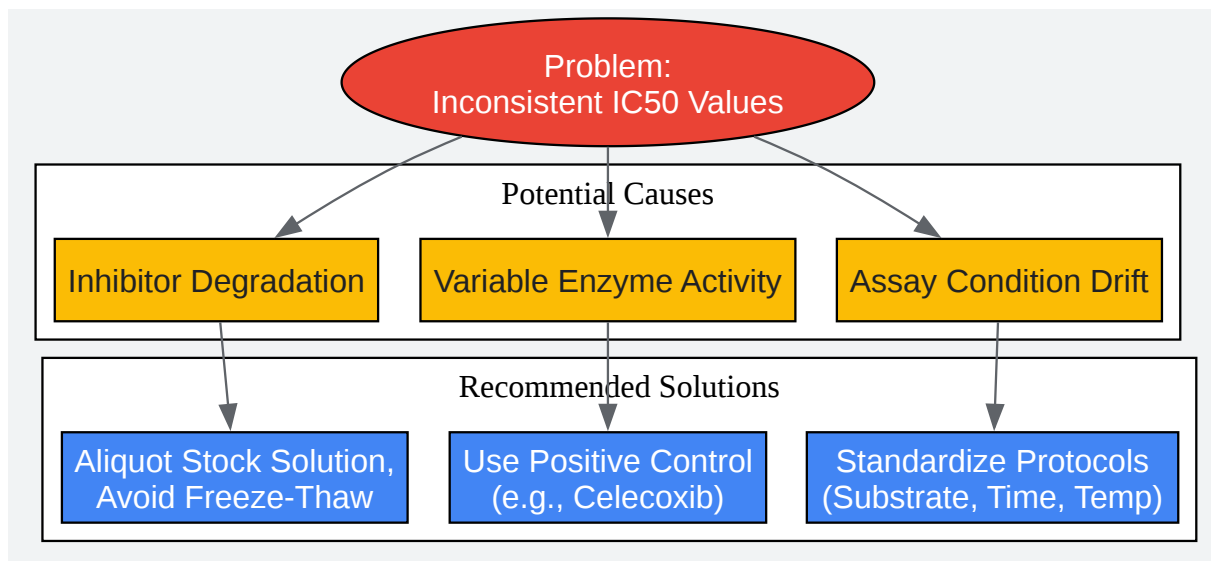 Problem:
Inconsistent IC50 Values
Potential Causes
Inhibitor Degradation
Variable Enzyme Activity
Assay Condition Drift
Recommended Solutions
Aliquot Stock Solution,
Avoid Freeze-Thaw
Use Positive Control
(e.g., Celecoxib)
Standardize Protocols
(Substrate, Time, Temp)